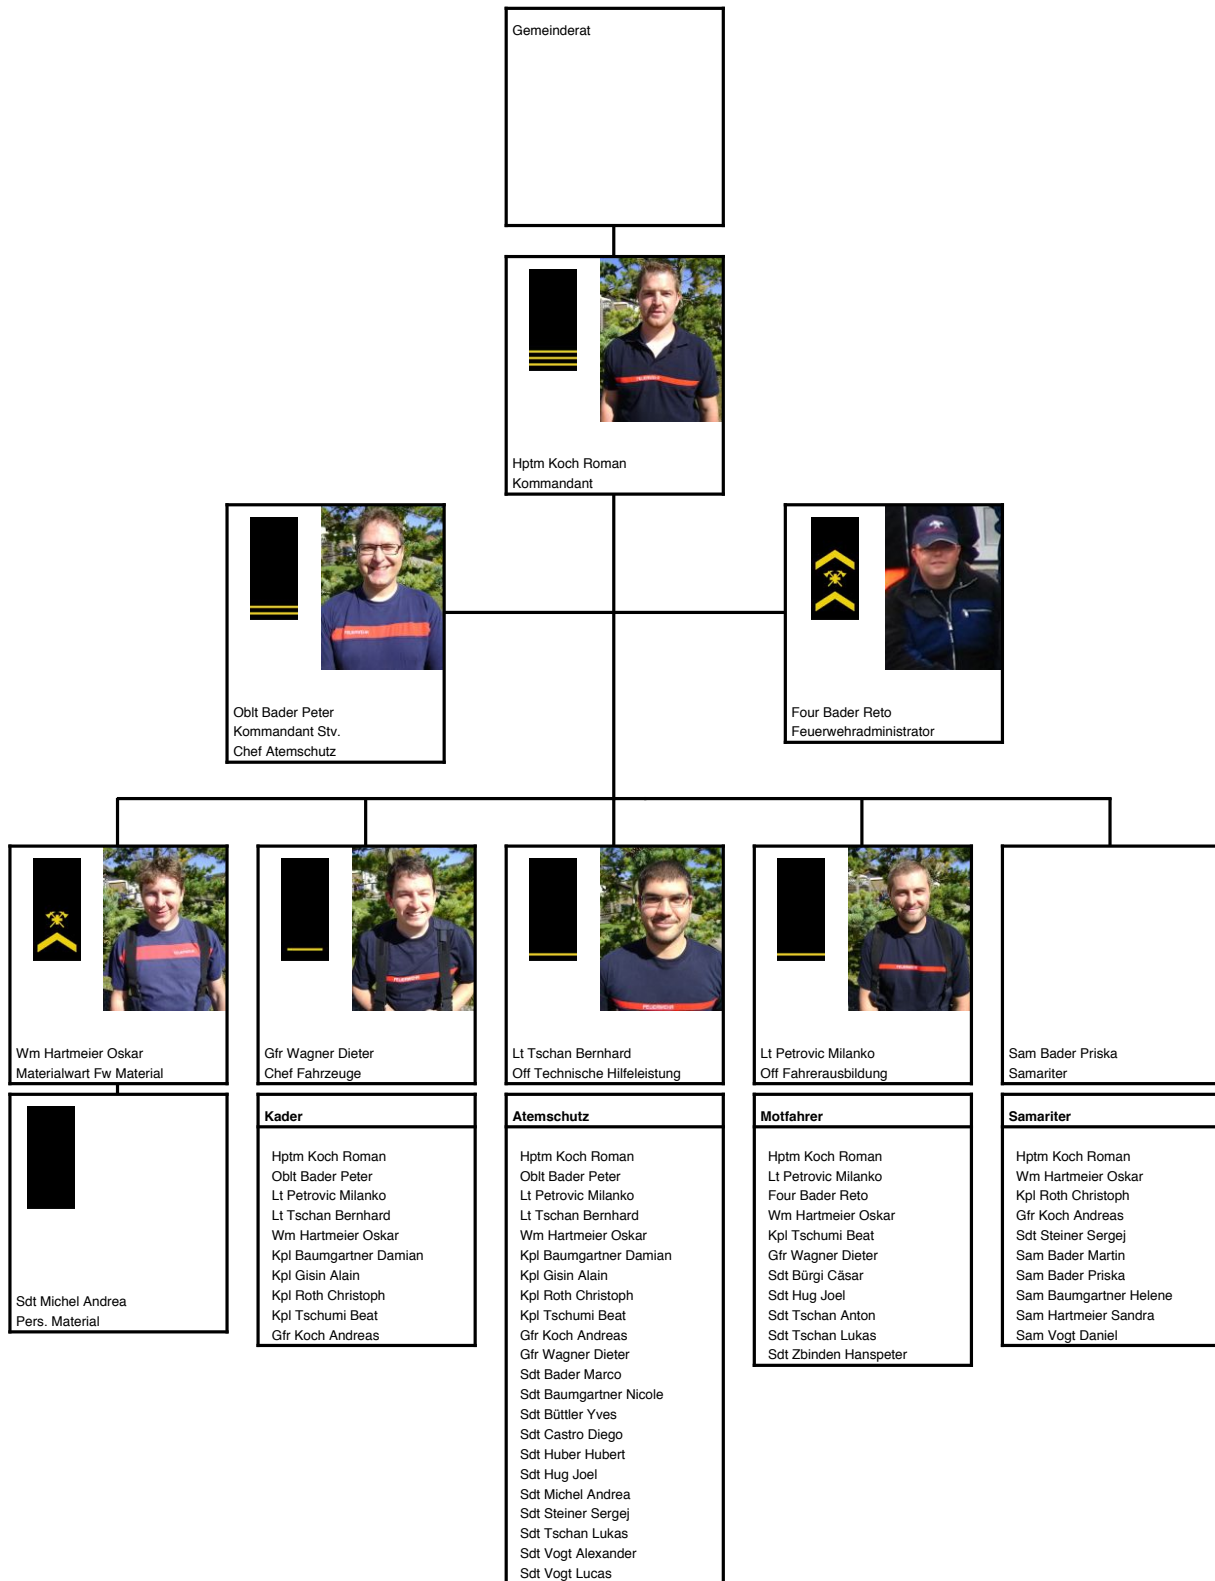 Gemeinderat
Hptm Koch Roman
Kommandant
Oblt Bader Peter
Kommandant Stv.
Chef Atemschutz
Four Bader Reto
Feuerwehradministrator
Wm Hartmeier Oskar
Materialwart Fw Material
Gfr Wagner Dieter
Chef Fahrzeuge
Lt Tschan Bernhard
Off Technische Hilfeleistung
Lt Petrovic Milanko
Off Fahrerausbildung
Sam Bader Priska
Samariter
Sdt Michel Andrea
Pers. Material
Kader
Hptm Koch Roman
Oblt Bader Peter
Lt Petrovic Milanko
Lt Tschan Bernhard
Wm Hartmeier Oskar
Kpl Baumgartner Damian
Kpl Gisin Alain
Kpl Roth Christoph
Kpl Tschumi Beat
Gfr Koch Andreas
Atemschutz
Hptm Koch Roman
Oblt Bader Peter
Lt Petrovic Milanko
Lt Tschan Bernhard
Wm Hartmeier Oskar
Kpl Baumgartner Damian
Kpl Gisin Alain
Kpl Roth Christoph
Kpl Tschumi Beat
Gfr Koch Andreas
Gfr Wagner Dieter
Sdt Bader Marco
Sdt Baumgartner Nicole
Sdt Büttler Yves
Sdt Castro Diego
Sdt Huber Hubert
Sdt Hug Joel
Sdt Michel Andrea
Sdt Steiner Sergej
Sdt Tschan Lukas
Sdt Vogt Alexander
Sdt Vogt Lucas
Motfahrer
Hptm Koch Roman
Lt Petrovic Milanko
Four Bader Reto
Wm Hartmeier Oskar
Kpl Tschumi Beat
Gfr Wagner Dieter
Sdt Bürgi Cäsar
Sdt Hug Joel
Sdt Tschan Anton
Sdt Tschan Lukas
Sdt Zbinden Hanspeter
Samariter
Hptm Koch Roman
Wm Hartmeier Oskar
Kpl Roth Christoph
Gfr Koch Andreas
Sdt Steiner Sergej
Sam Bader Martin
Sam Bader Priska
Sam Baumgartner Helene
Sam Hartmeier Sandra
Sam Vogt Daniel